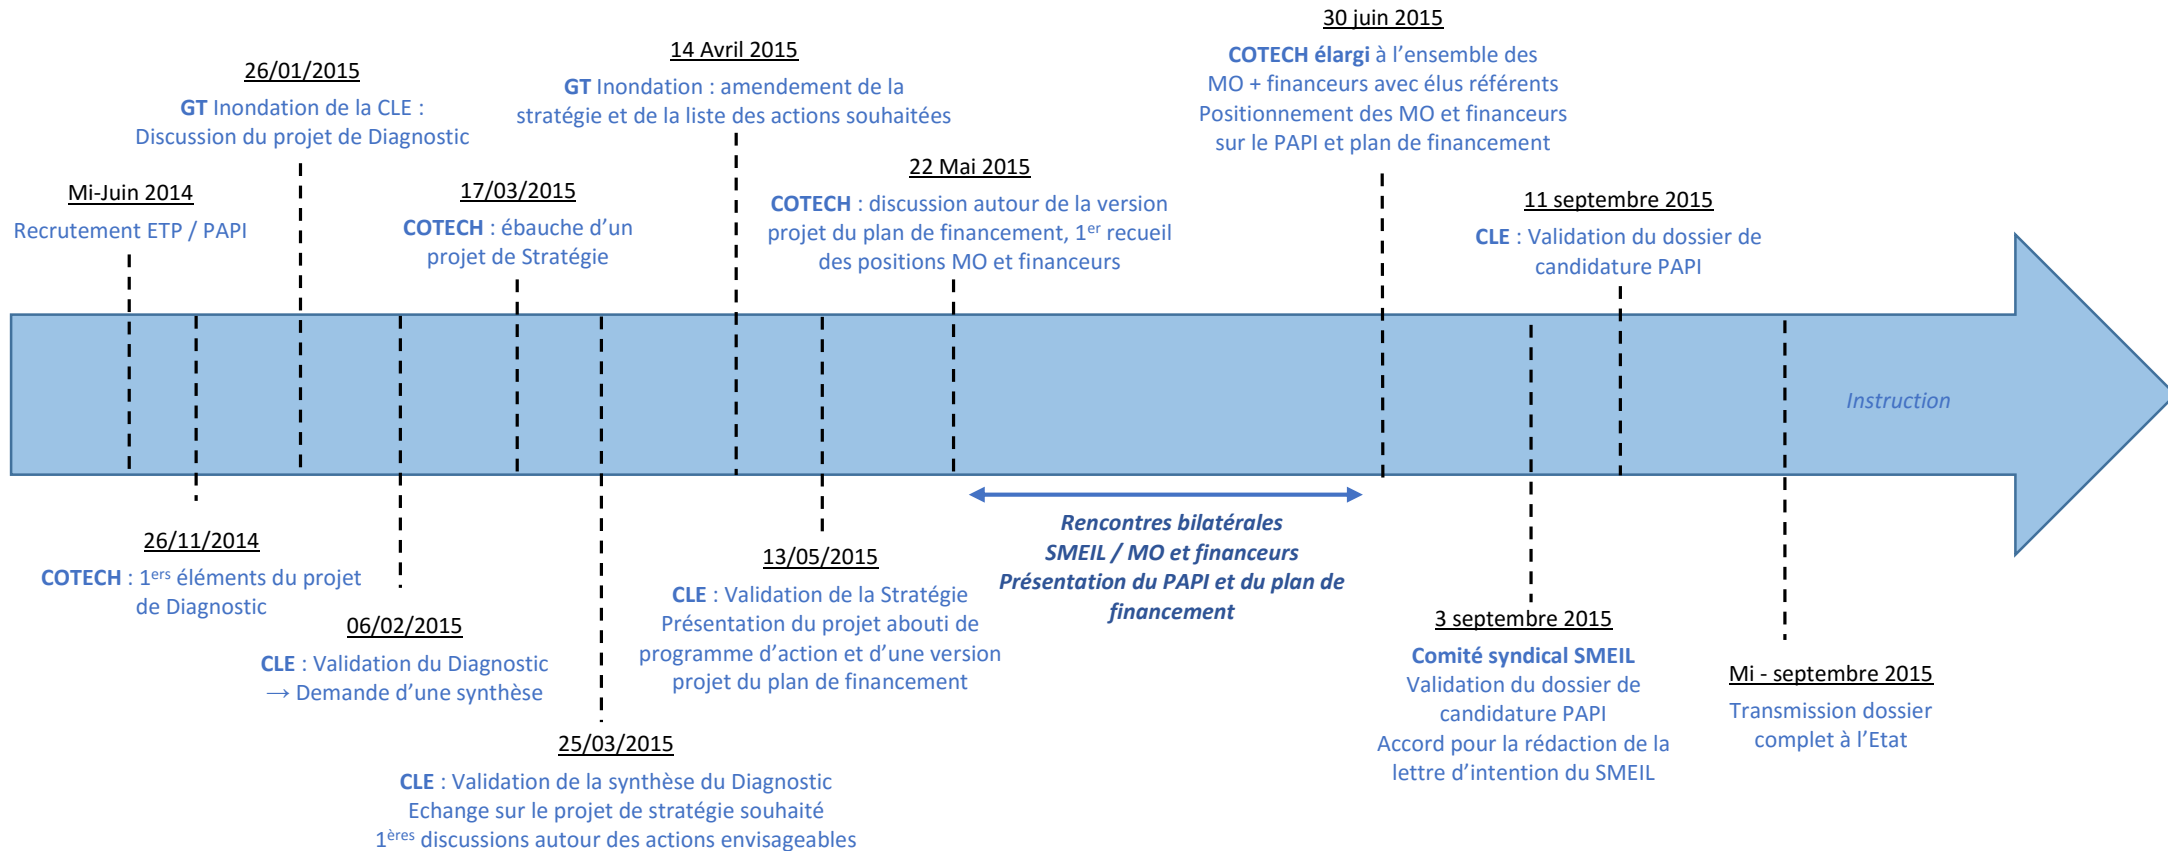 30 juin 2015
COTECH élargi à l’ensemble des
MO + financeurs avec élus référents
Positionnement des MO et financeurs
sur le PAPI et plan de financement
14 Avril 2015
GT Inondation : amendement de la
stratégie et de la liste des actions souhaitées
26/01/2015
GT Inondation de la CLE :
Discussion du projet de Diagnostic
22 Mai 2015
COTECH : discussion autour de la version
projet du plan de financement, 1er recueil
des positions MO et financeurs
17/03/2015
COTECH : ébauche d’un
projet de Stratégie
Mi-Juin 2014
Recrutement ETP / PAPI
11 septembre 2015
CLE : Validation du dossier de
candidature PAPI
Instruction
26/11/2014
COTECH : 1ers éléments du projet
de Diagnostic
06/02/2015
CLE : Validation du Diagnostic
→ Demande d’une synthèse
25/03/2015
CLE : Validation de la synthèse du Diagnostic
Echange sur le projet de stratégie souhaité
1ères discussions autour des actions envisageables
13/05/2015
CLE : Validation de la Stratégie
Présentation du projet abouti de
programme d’action et d’une version
projet du plan de financement
Rencontres bilatérales
SMEIL / MO et financeurs
Présentation du PAPI et du plan de
financement
3 septembre 2015
Comité syndical SMEIL
Validation du dossier de
candidature PAPI
Accord pour la rédaction de la
lettre d’intention du SMEIL
Mi - septembre 2015
Transmission dossier
complet à l’Etat